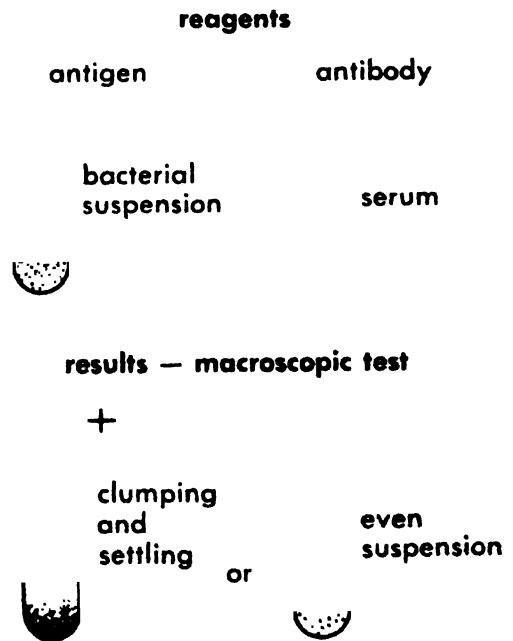 reagents
antigen antibody
bacterial
suspension
serum
results — macroscopic test
+
clumping
and
settling
or
even
suspension